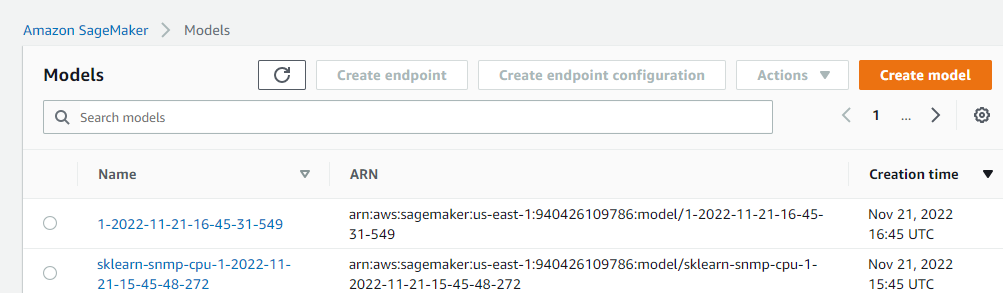 Amazon SageMaker > Models
Models Create endpoint Create endpoint configuration Actions Create model
Search models 1 ...
Name ARN Creation time
1-2022-11-21-16-45-31-549 arn:aws:sagemaker:us-east-1:940426109786:model/1-2022-11-21-16-45- Nov 21, 2022
31-549 16:45 UTC
sklearn-snmp-cpu-1-2022-11- arn:aws:sagemaker:us-east-1:940426109786:model/sklearn-snmp-cpu-1- Nov 21, 2022
21-15-45-48-272 2022-11-21-15-45-48-272 15:45 UTC